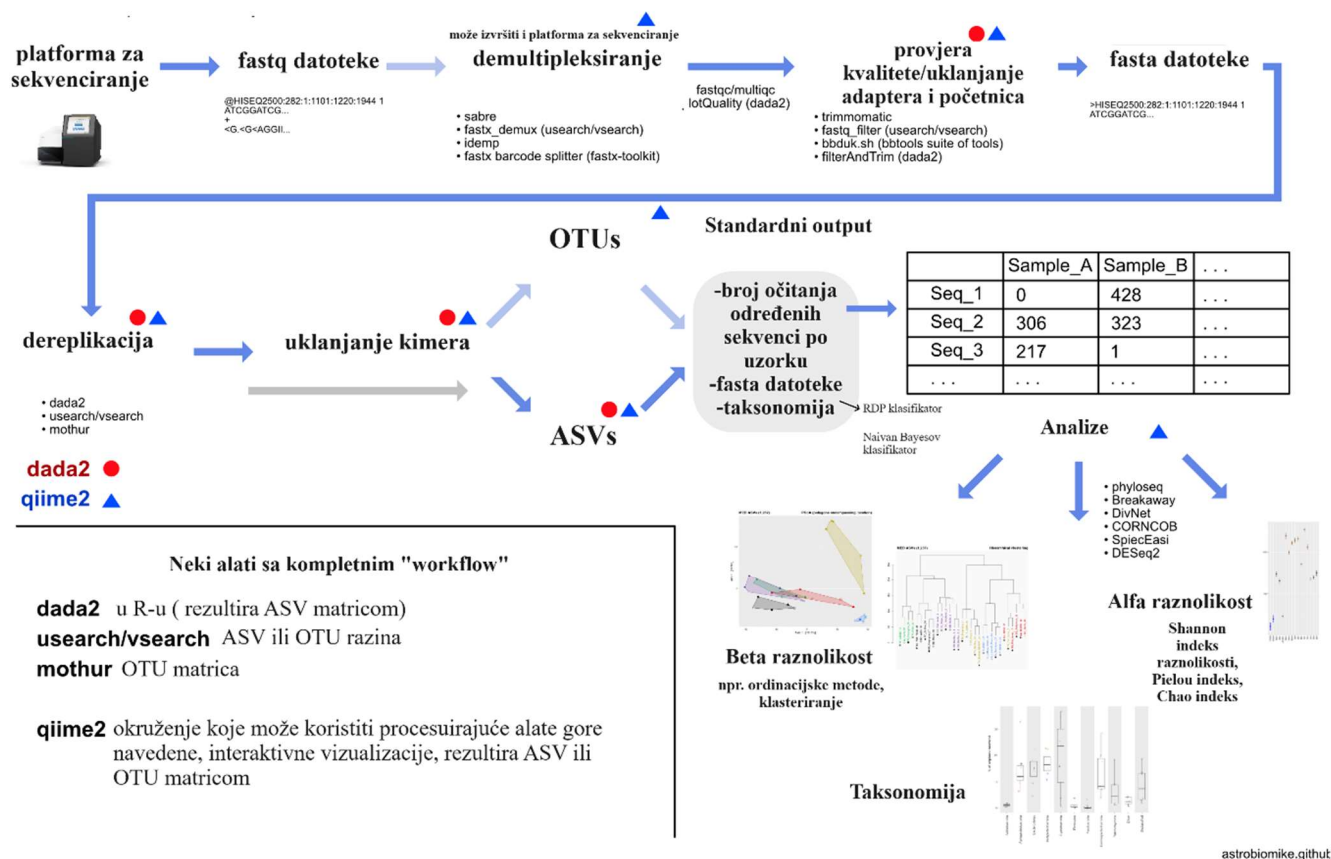 platforma za
sekvenciranje
fastq datoteke
@HISEQ2500:282:1:1101:1220:1944 1
ATCGGATCG...
+
<G.<G<AGGII...
može izvršiti i platforma za sekvenciranje
demultipleksiranje
• sabre
• fastx_demux (usearch/vsearch)
• idemp
• fastx barcode splitter (fastx-toolkit)
fastqc/multiqc
lotQuality (dada2)
provjera
kvalitete/uklanjanje
adaptera i početnica
• trimmomatic
• fastq_filter (usearch/vsearch)
• bbduk.sh (bbtools suite of tools)
• filterAndTrim (dada2)
fasta datoteke
>HISEQ2500:282:1:1101:1220:1944 1
ATCGGATCG...
dereplikacija
• dada2
• usearch/vsearch
• mothur
uklanjanje kimera
OTUs
ASVs
Standardni output
-broj očitanja
određenih
sekvenci po
uzorku
-fasta datoteke
-taksonomija
RDP klasifikator
Naivan Bayesov
klasifikator
Sample_A Sample_B . . .
Seq_1 0 428 . . .
Seq_2 306 323 . . .
Seq_3 217 1 . . .
. . . . . . . . . . . .
dada2
qiime2
Neki alati sa kompletnim "workflow"
dada2 u R-u ( rezultira ASV matricom)
usearch/vsearch ASV ili OTU razina
mothur OTU matrica
qiime2 okruženje koje može koristiti procesuirajuće alate gore
navedene, interaktivne vizualizacije, rezultira ASV ili
OTU matricom
Analize
• phyloseq
• Breakaway
• DivNet
• CORNCOB
• SpiecEasi
• DESeq2
Beta raznolikost
npr. ordinacijske metode,
klasteriranje
Alfa raznolikost
Shannon
indeks
raznolikosti,
Pielou indeks,
Chao indeks
Taksonomija
astrobiomike.github